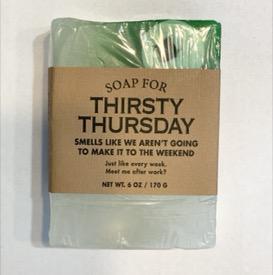 SOAP FOR
THIRSTY
THURSDAY
SMELLS LIKE WE AREN'T GOING
TO MAKE IT TO THE WEEKEND
Just like every week.
Meet me after work?
NET WT. 6 OZ / 170 G